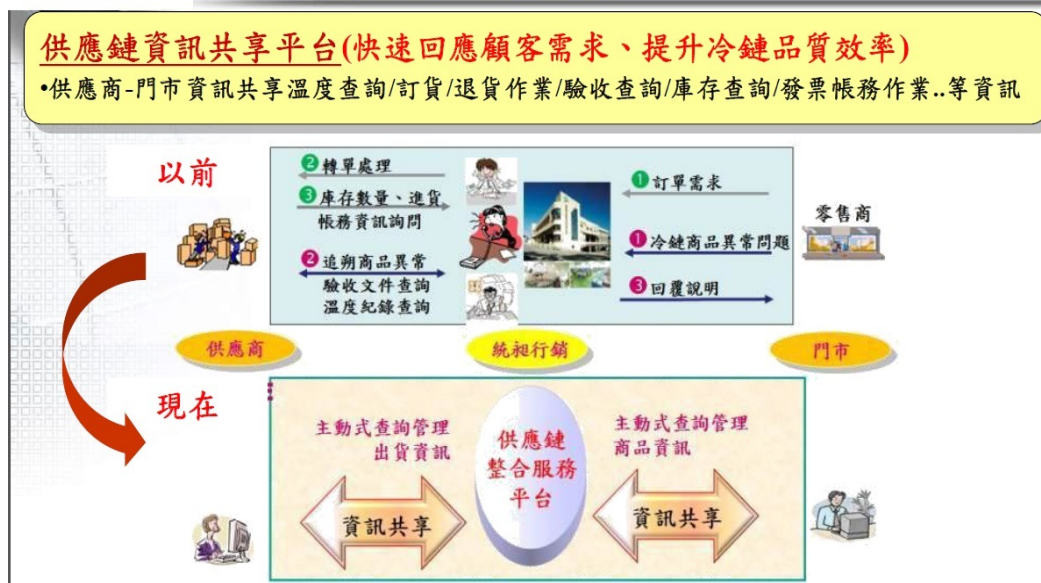 供應鏈資訊共享平台(快速回應顧客需求、提升冷鏈品質效率)
•供應商-門市資訊共享溫度查詢/訂貨/退貨作業/驗收查詢/庫存查詢/發票帳務作業..等資訊
以前
2 轉單處理
3 庫存數量、進貨
帳務資訊詢問
2 追朔商品異常
驗收文件查詢
溫度紀錄查詢
1 訂單需求
1 冷鏈商品異常問題
3 回覆說明
零售商
供應商
統昶行銷
門市
現在
主動式查詢管理
出貨資訊
資訊共享
供應鏈
整合服務
平台
主動式查詢管理
商品資訊
資訊共享